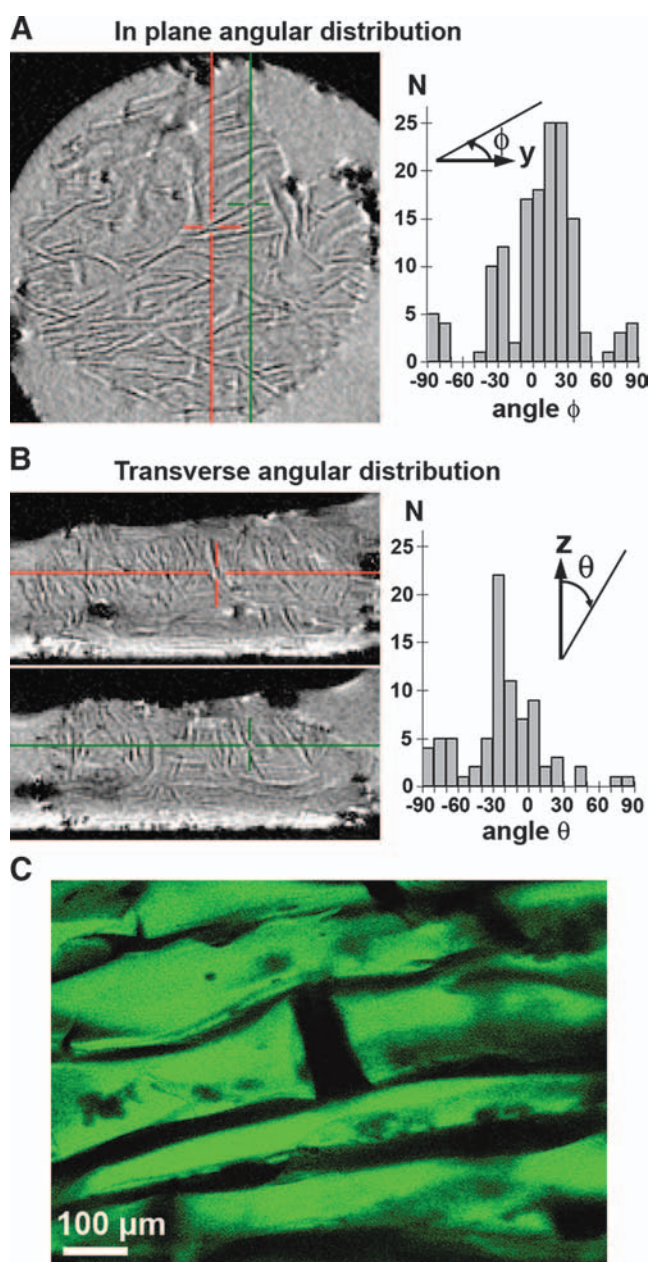 A
In plane angular distribution
N
25
20
15
10
5
0
ϕ
y
-90 -60 -30 0 30 60 90
angle ϕ
B
Transverse angular distribution
N
25
20
15
10
5
0
z
θ
-90 -60 -30 0 30 60 90
angle θ
C
100 µm